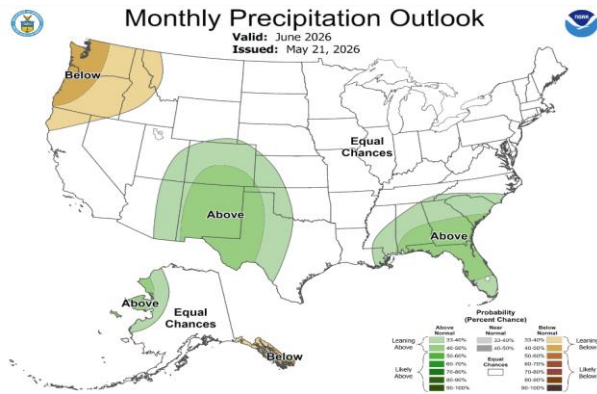 Monthly Precipitation Outlook
Valid: June 2026
Issued: May 21, 2026
NOAA
Below
Equal
Chances
Above
Above
Above
Equal
Chances
Below
Probability
(Percent Chance)
Above
Normal
Near
Normal
Below
Normal
Leaning
Above
33-40%
33-40%
33-40%
Leaning
Below
40-50%
40-50%
40-50%
50-60%
50-60%
Likely
Above
60-70%
Equal
Chances
60-70%
Likely
Below
70-80%
70-80%
80-90%
80-90%
90-100%
90-100%